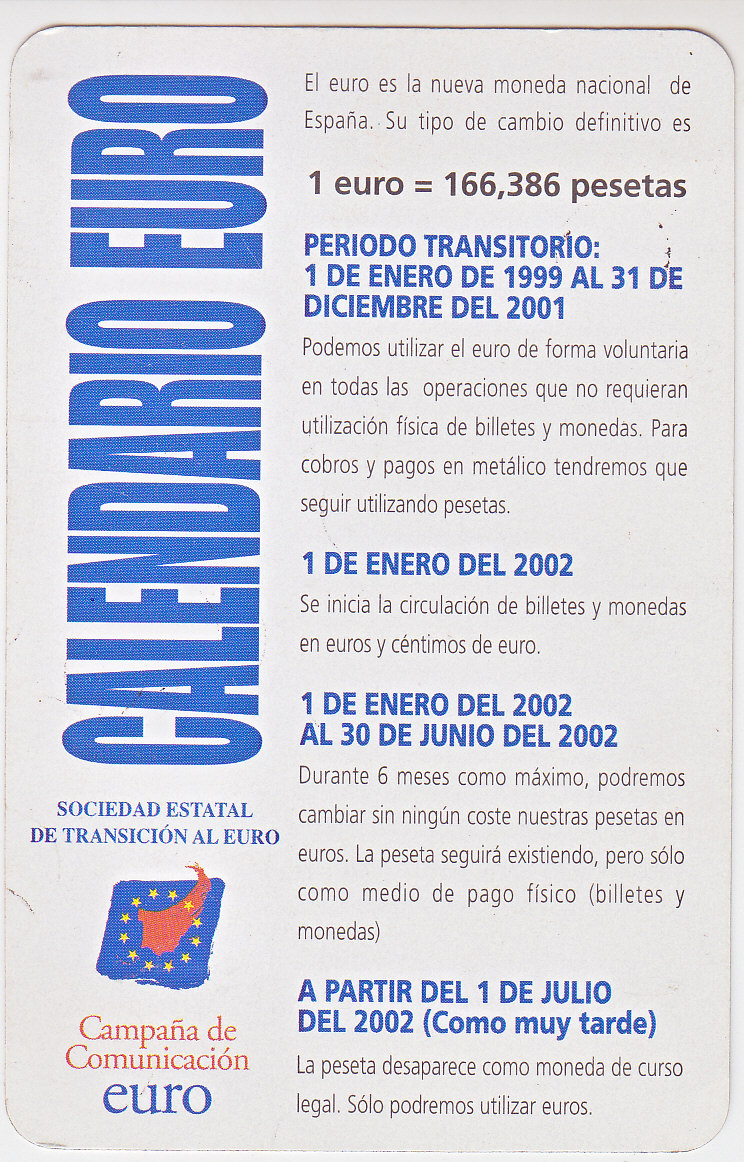 CALENDARIO EURO
SOCIEDAD ESTATAL
DE TRANSICIÓN AL EURO
Campaña de
Comunicación
euro
El euro es la nueva moneda nacional de
España. Su tipo de cambio definitivo es
1 euro = 166,386 pesetas
PERIODO TRANSITORIO:
1 DE ENERO DE 1999 AL 31 DE
DICIEMBRE DEL 2001
Podemos utilizar el euro de forma voluntaria
en todas las operaciones que no requieran
utilización física de billetes y monedas. Para
cobros y pagos en metálico tendremos que
seguir utilizando pesetas.
1 DE ENERO DEL 2002
Se inicia la circulación de billetes y monedas
en euros y céntimos de euro.
1 DE ENERO DEL 2002
AL 30 DE JUNIO DEL 2002
Durante 6 meses como máximo, podremos
cambiar sin ningún coste nuestras pesetas en
euros. La peseta seguirá existiendo, pero sólo
como medio de pago físico (billetes y
monedas)
A PARTIR DEL 1 DE JULIO
DEL 2002 (Como muy tarde)
La peseta desaparece como moneda de curso
legal. Sólo podremos utilizar euros.